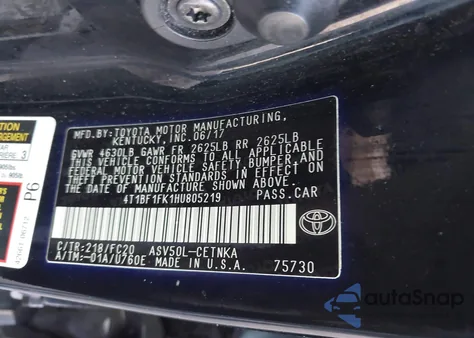 MFD.BY:TOYOTA MOTOR MANUFACTURING,
KENTUCKY,INC. 06/17
GVWR 4630LB GAWR FR 2625LB RR 2625LB
THIS VEHICLE CONFORMS TO ALL APPLICABLE
FEDERAL MOTOR VEHICLE SAFETY,BUMPER,AND
THEFT PREVENTION STANDARDS IN EFFECT ON
THE DATE OF MANUFACTURE SHOWN ABOVE.
4T1BF1FK1HU805219 PASS.CAR
C/TR:218/FC20 ASV50L-CETNKA
A/TM:-01A/U760E MADE IN U.S.A. 75730
P6
autoSnap